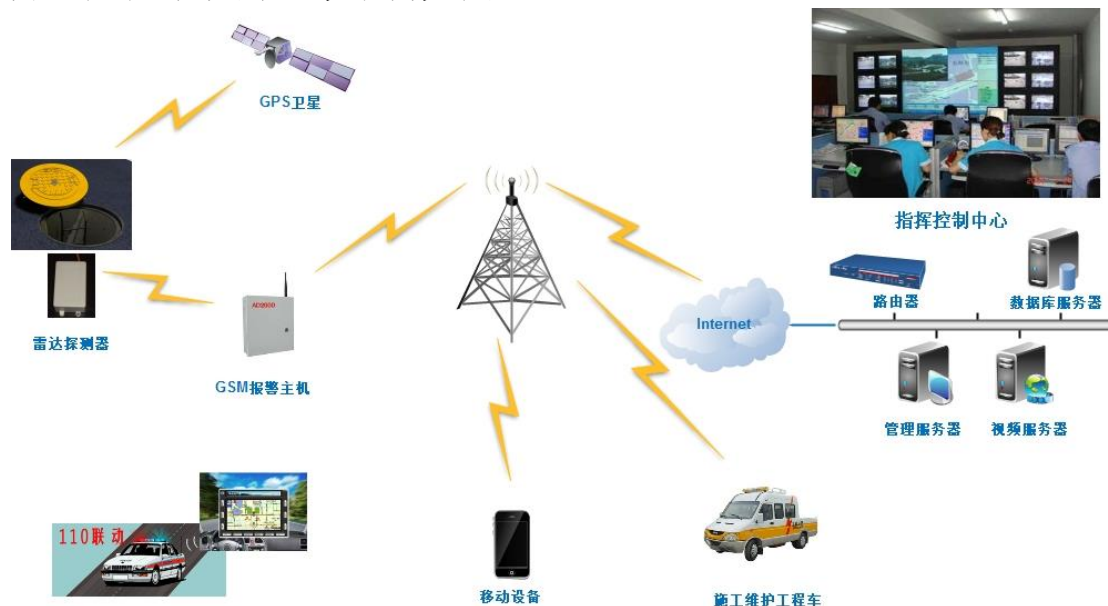 GPS卫星
指挥控制中心
路由器
数据库服务器
Internet
雷达探测器
AD2000
GSM报警主机
管理服务器
视频服务器
110联动
移动设备
施工维护工程车